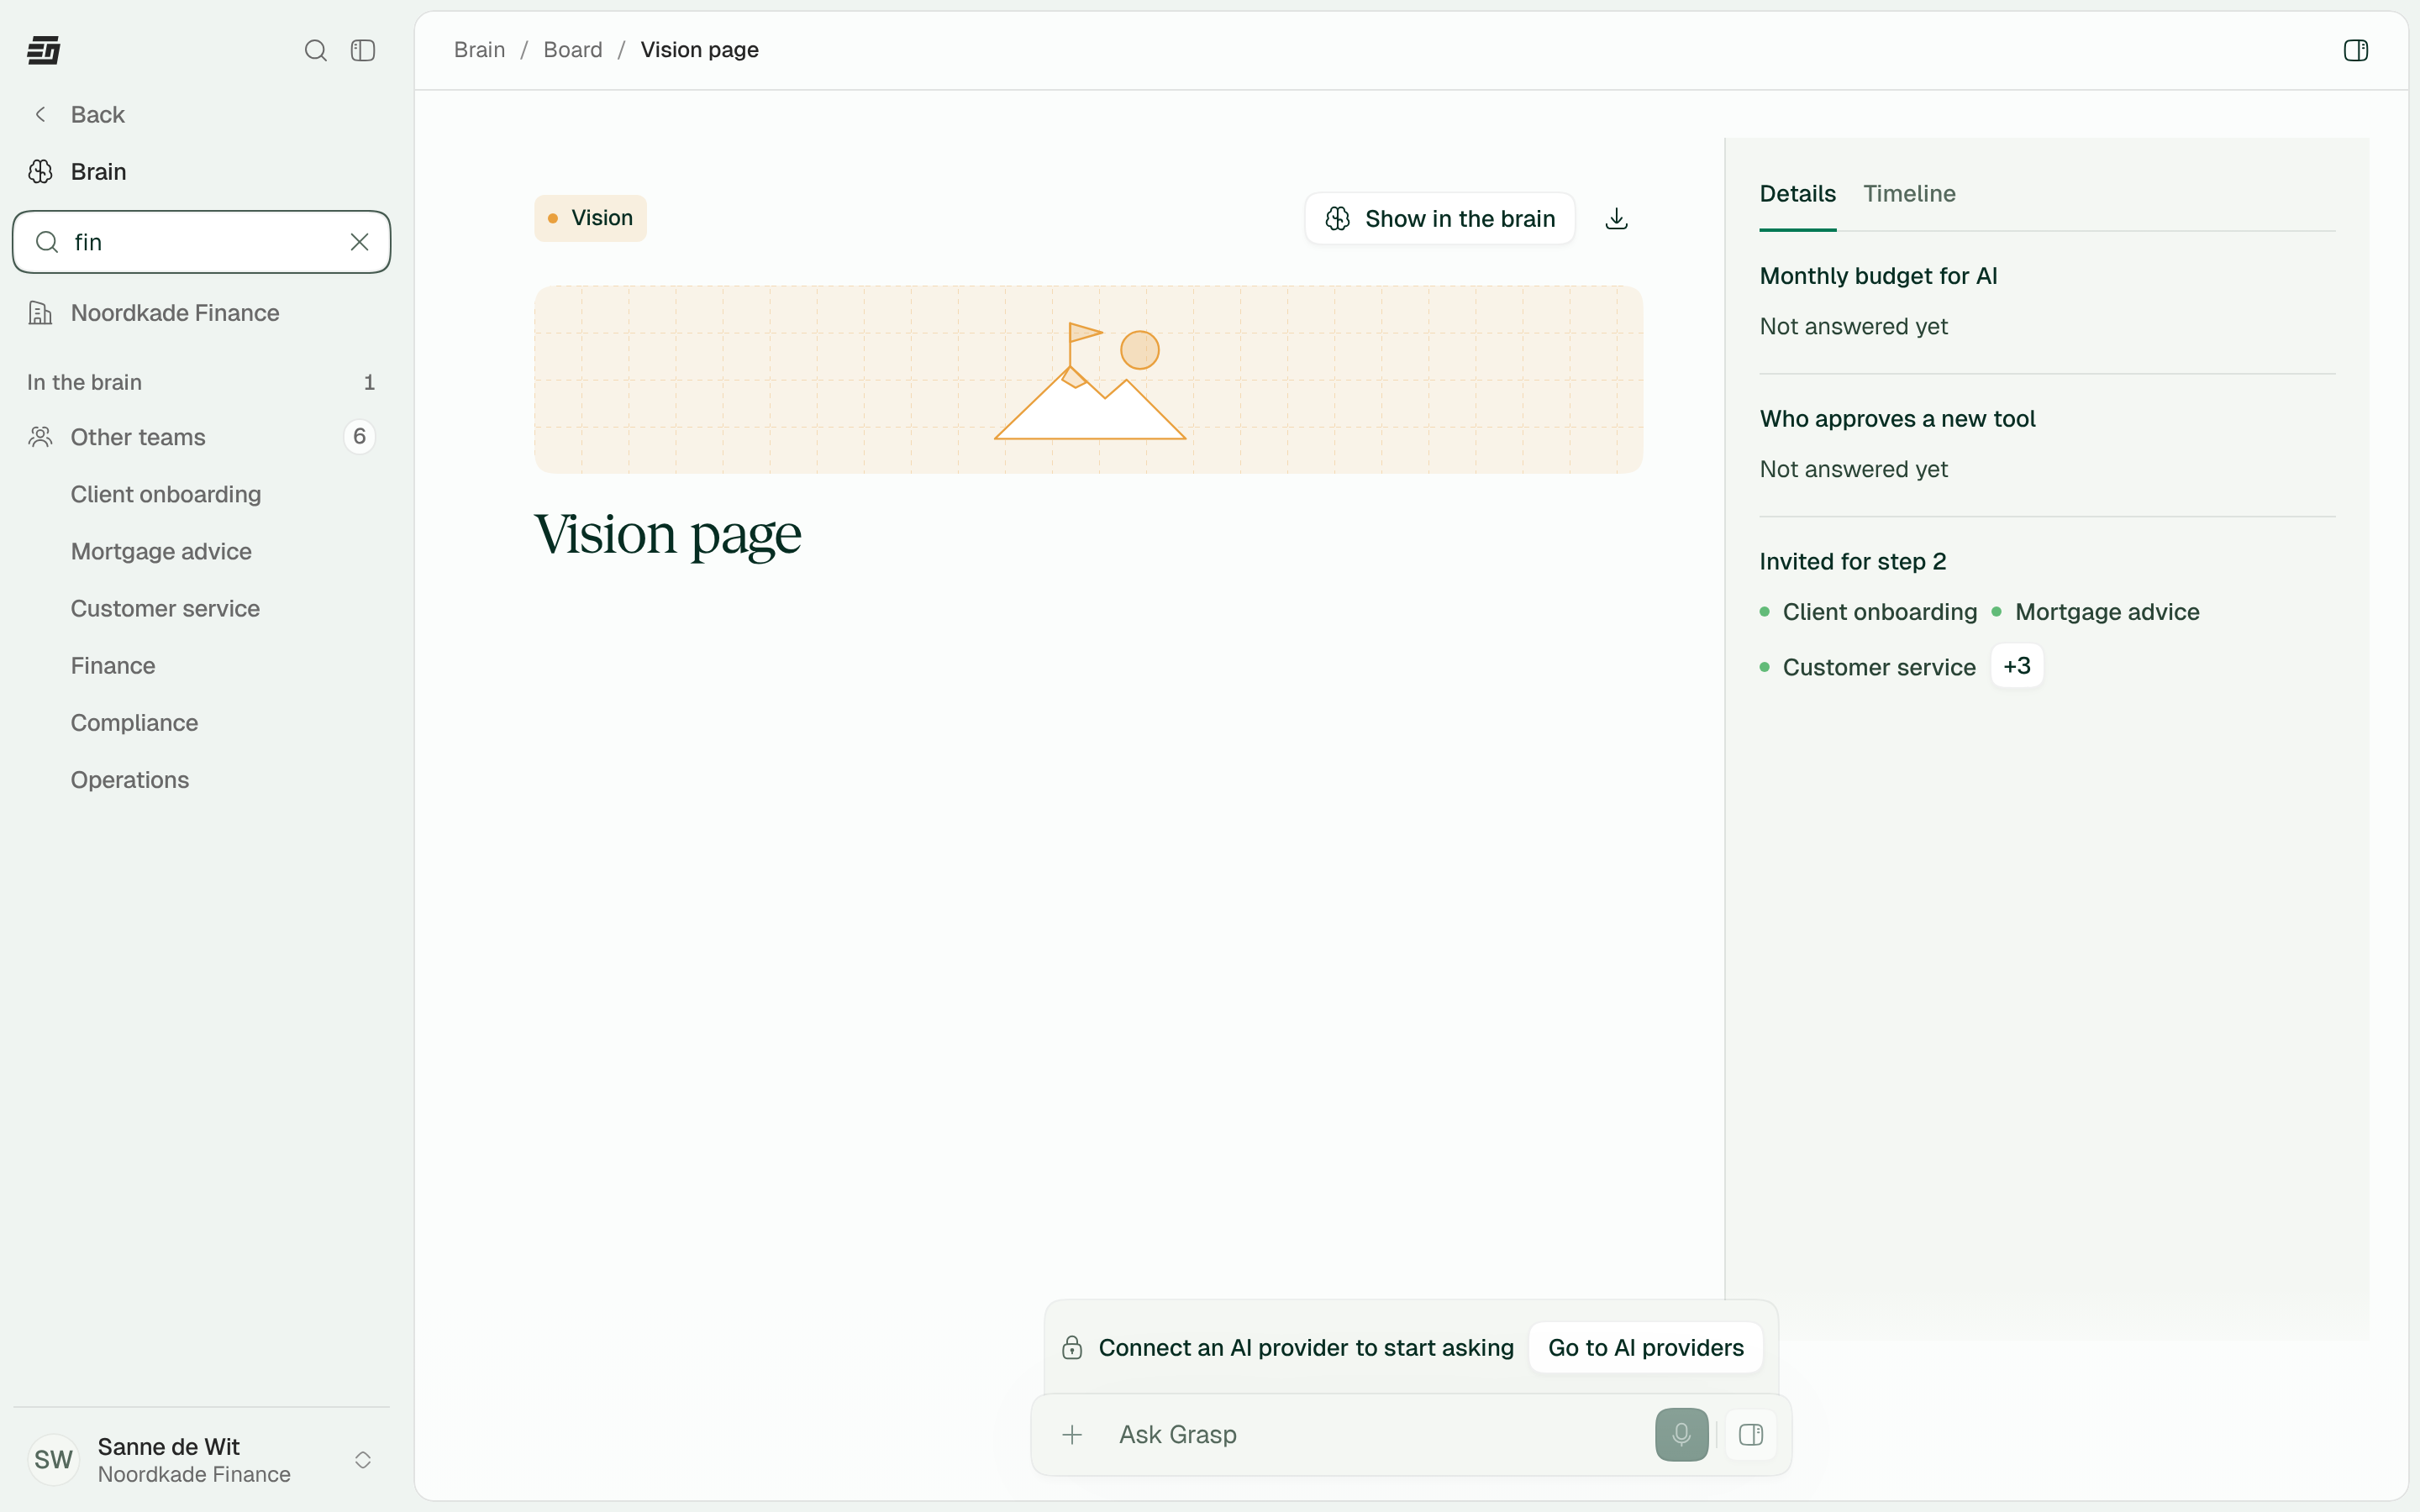 Back
Brain
fin
Noordkade Finance
In the brain 1
Other teams 6
Client onboarding
Mortgage advice
Customer service
Finance
Compliance
Operations
SW
Sanne de Wit
Noordkade Finance
Brain / Board / Vision page
Vision
Show in the brain
Vision page
Details Timeline
Monthly budget for AI
Not answered yet
Who approves a new tool
Not answered yet
Invited for step 2
Client onboarding Mortgage advice
Customer service +3
Connect an AI provider to start asking Go to AI providers
Ask Grasp